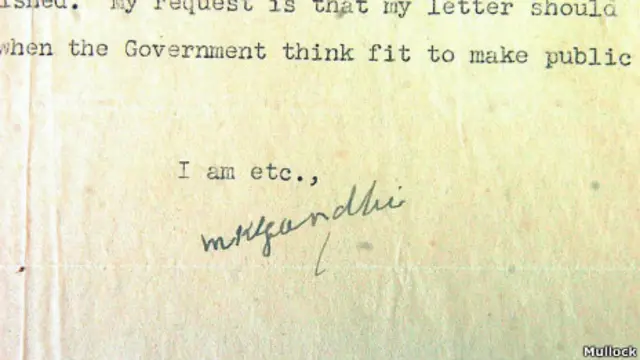 ished. My request is that my letter should
when the Government think fit to make public
I am etc.,
mKGandhi
Mullock